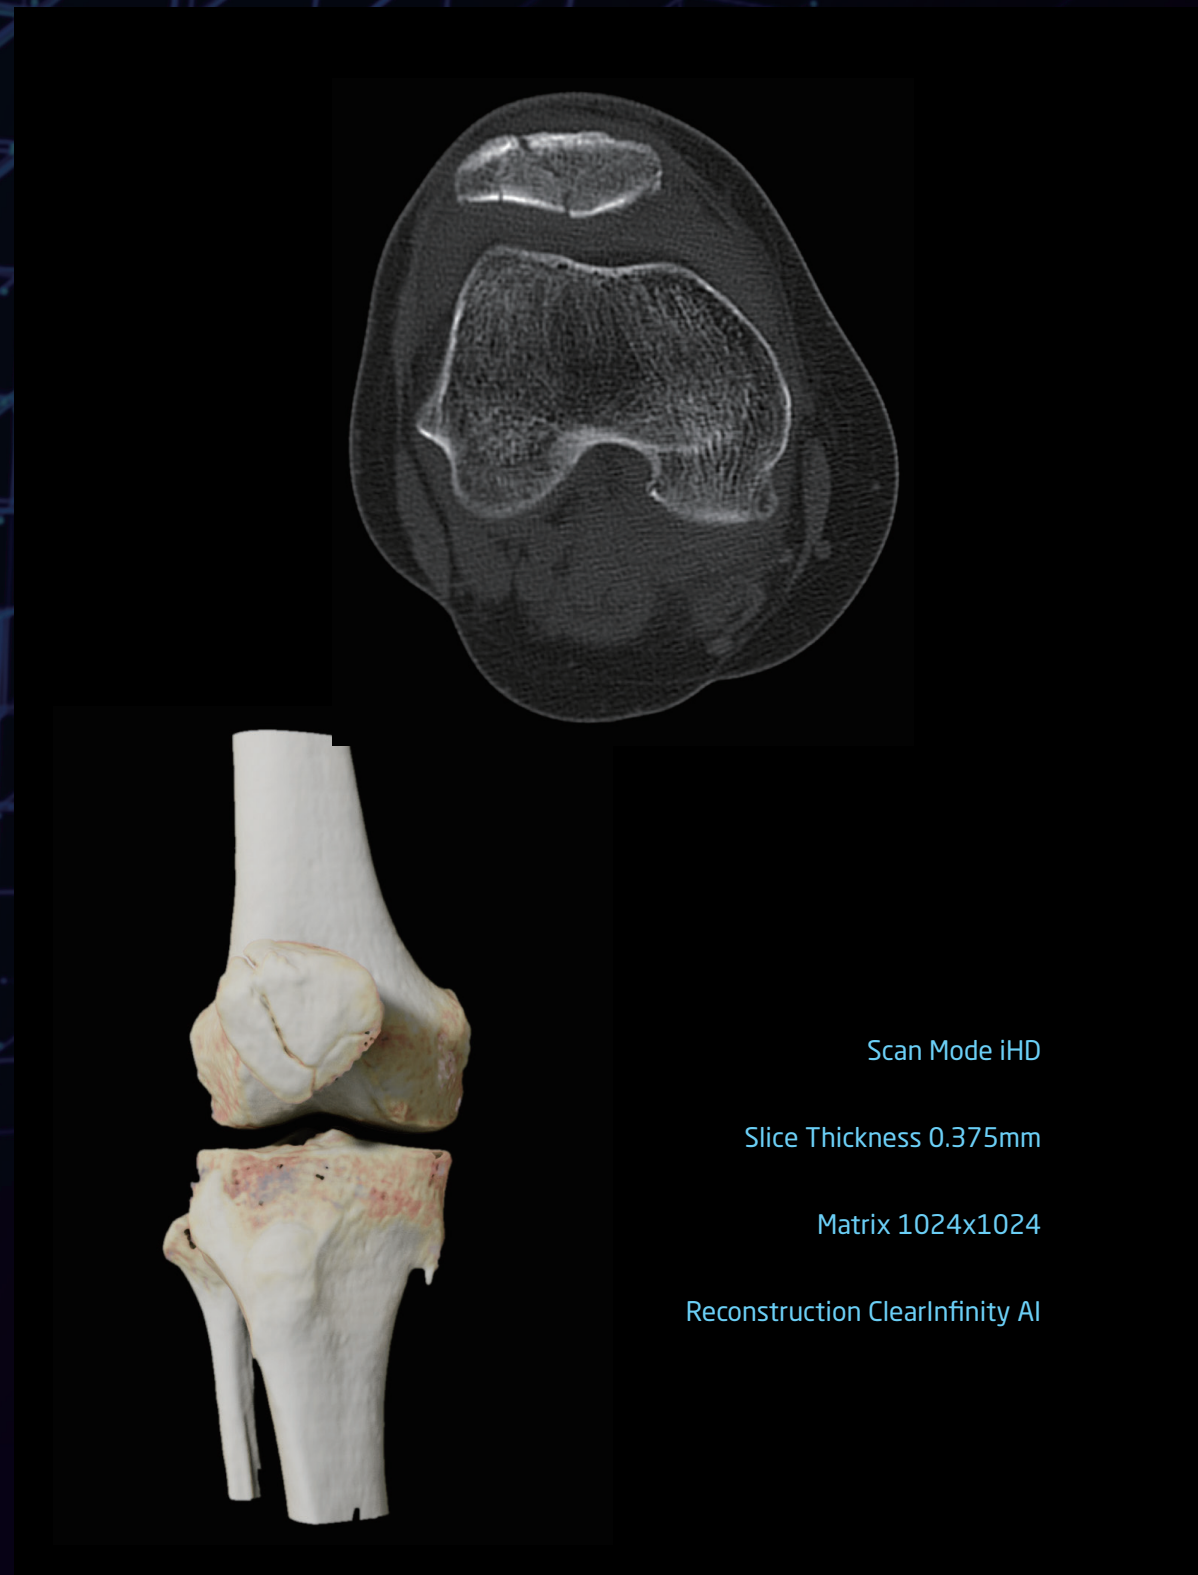 Scan Mode iHD
Slice Thickness 0.375mm
Matrix 1024x1024
Reconstruction ClearInfinity AI